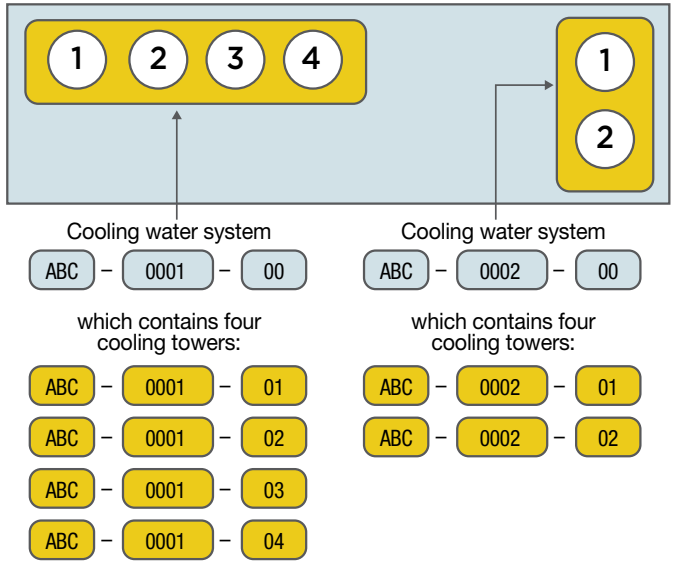 1 2 3 4
1
2
Cooling water system
ABC – 0001 – 00
which contains four
cooling towers:
ABC – 0001 – 01
ABC – 0001 – 02
ABC – 0001 – 03
ABC – 0001 – 04
Cooling water system
ABC – 0002 – 00
which contains four
cooling towers:
ABC – 0002 – 01
ABC – 0002 – 02